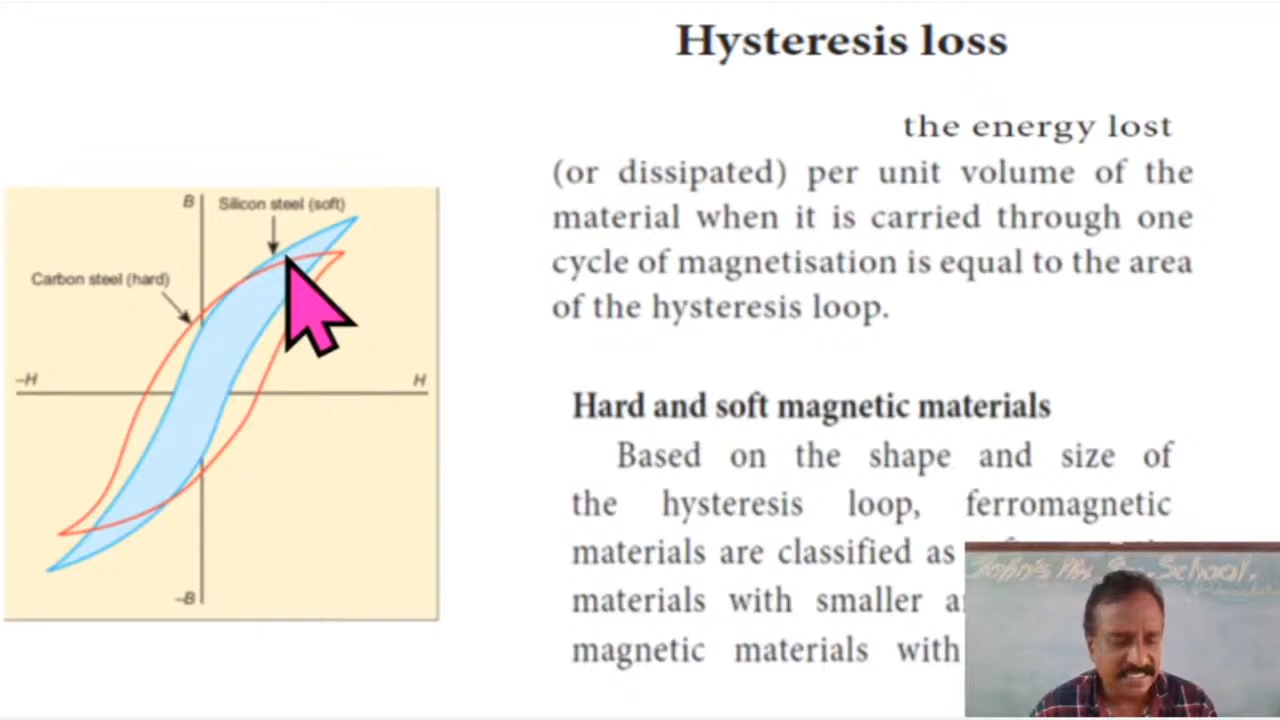 Hysteresis loss
the energy lost
(or dissipated) per unit volume of the
material when it is carried through one
cycle of magnetisation is equal to the area
of the hysteresis loop.
B
Silicon steel (soft)
Carbon steel (hard)
–H
H
–B
Hard and soft magnetic materials
Based on the shape and size of
the hysteresis loop, ferromagnetic
materials are classified as
materials with smaller
magnetic materials with
School.